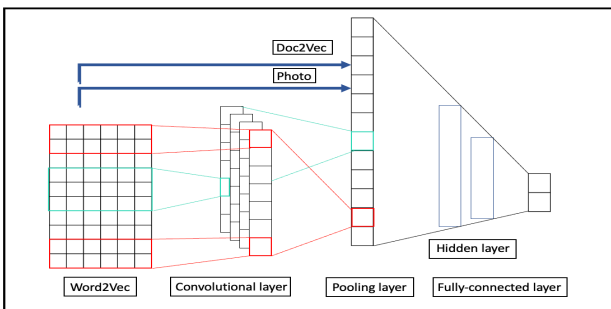 Doc2Vec
Photo
Hidden layer
Word2Vec
Convolutional layer
Pooling layer
Fully-connected layer